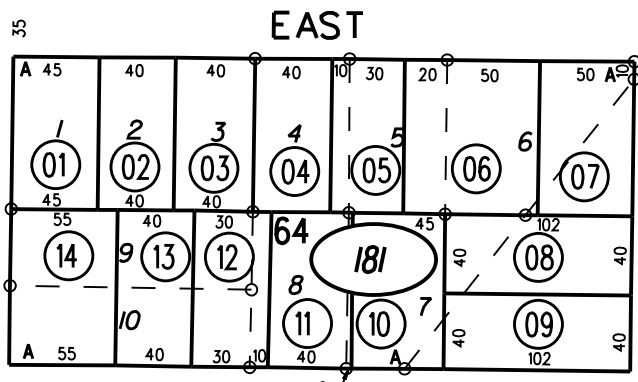 35
EAST
A 45 40 40 40 10 30 20 50 50 A 10
1 2 3 4 5 6
01 02 03 04 05 06 07
45 40 40
55 40 30 64 45 102
14 9 13 12 181 40 08 40
8
10 11 10 7 40 09 40
A 55 40 30 10 40 A 102